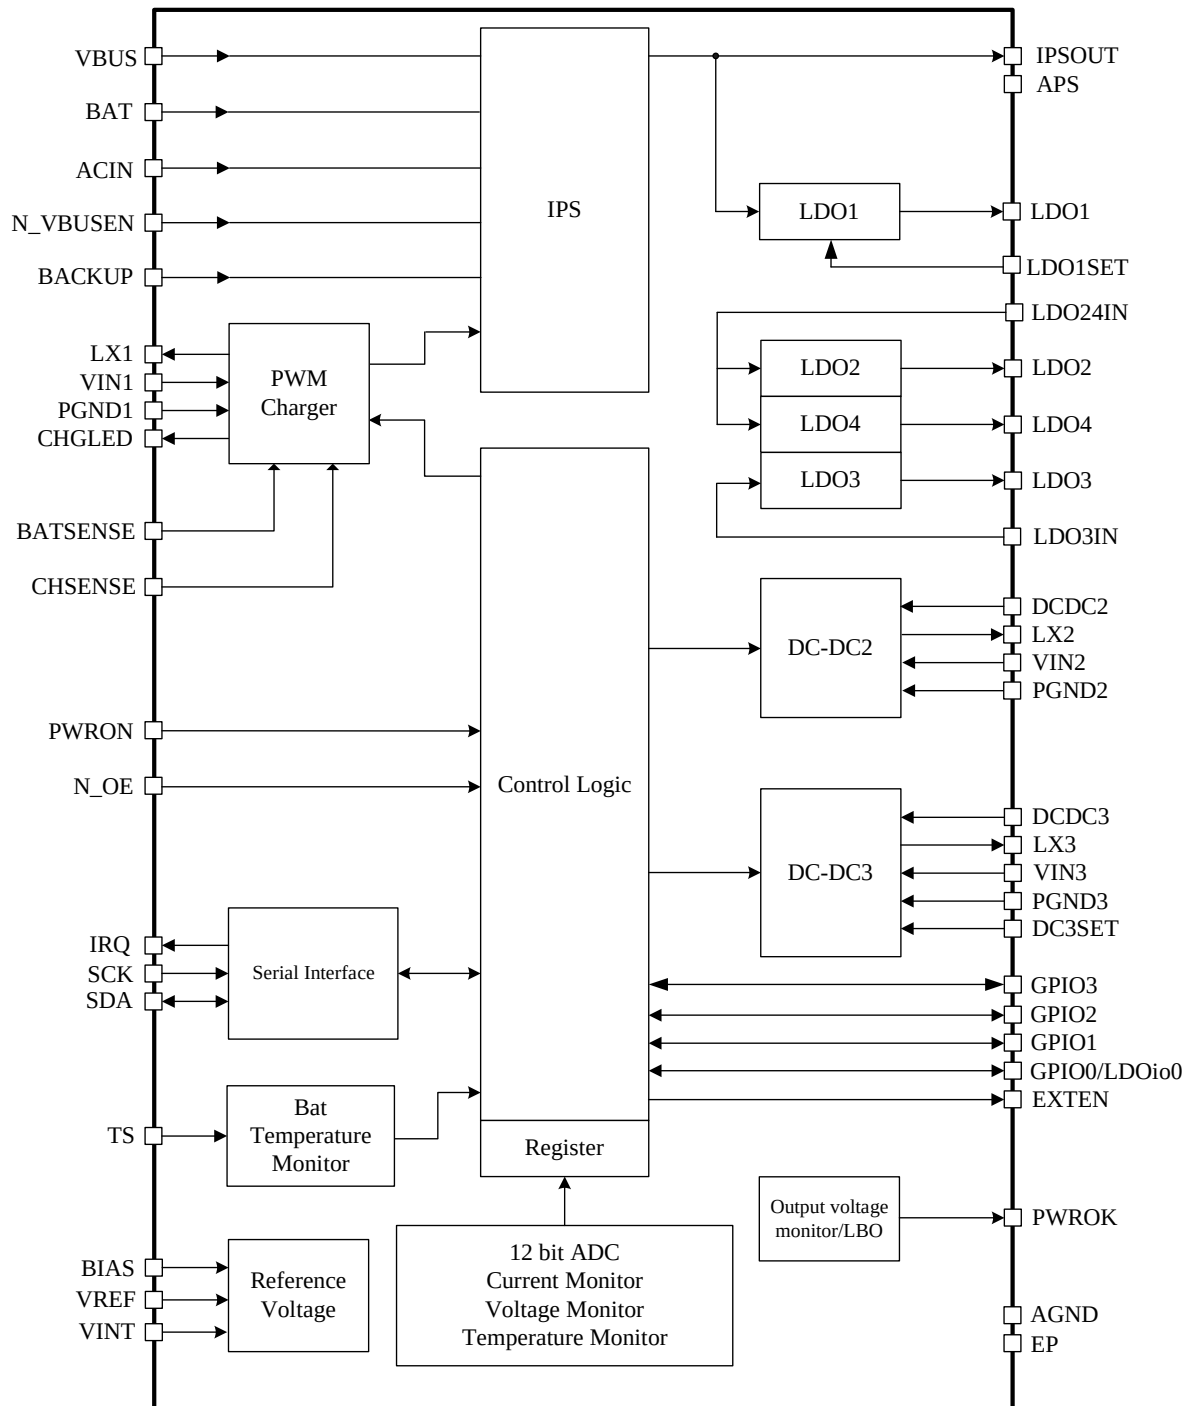 VBUS
BAT
ACIN
N_VBUSEN
BACKUP
LX1
VIN1
PGND1
CHGLED
BATSENSE
CHSENSE
PWRON
N_OE
IRQ
SCK
SDA
TS
BIAS
VREF
VINT
IPS
PWM
Charger
Control Logic
Serial Interface
Bat
Temperature
Monitor
Register
Reference
Voltage
12 bit ADC
Current Monitor
Voltage Monitor
Temperature Monitor
LDO1
LDO2
LDO4
LDO3
DC-DC2
DC-DC3
Output voltage
monitor/LBO
IPSOUT
APS
LDO1
LDO1SET
LDO24IN
LDO2
LDO4
LDO3
LDO3IN
DCDC2
LX2
VIN2
PGND2
DCDC3
LX3
VIN3
PGND3
DC3SET
GPIO3
GPIO2
GPIO1
GPIO0/LDOio0
EXTEN
PWROK
AGND
EP